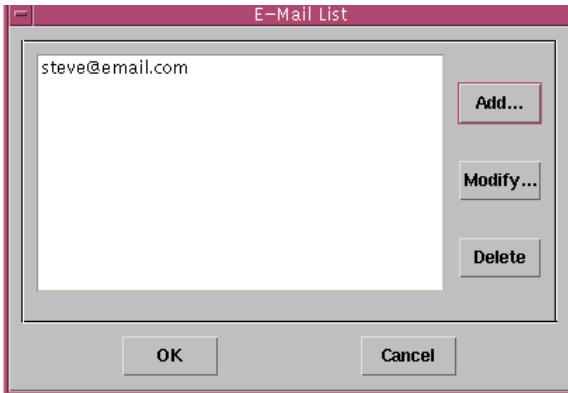 E-Mail List
steve@email.com
Add...
Modify...
Delete
OK
Cancel